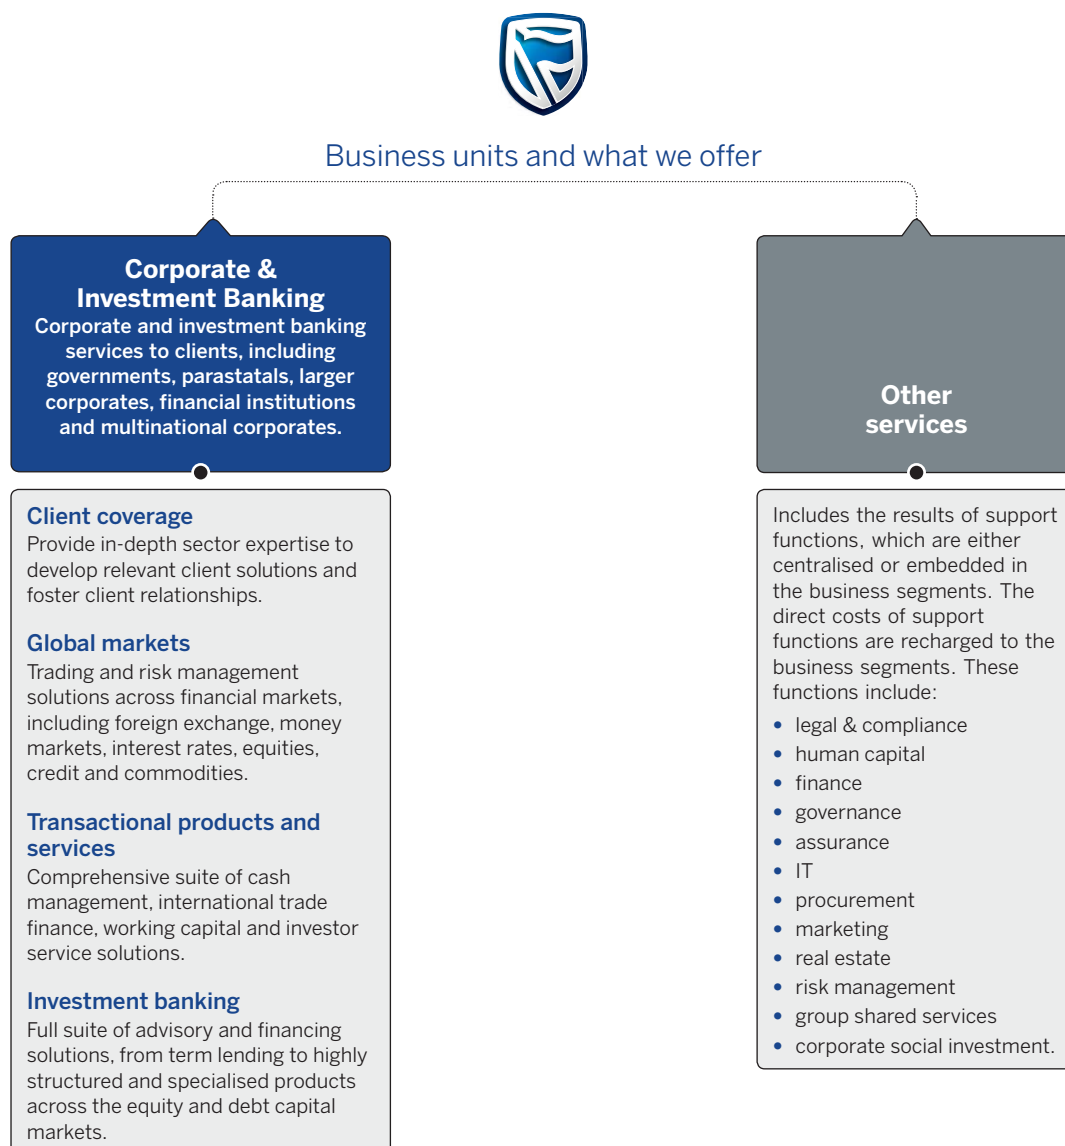 Business units and what we offer
Corporate &
Investment Banking
Corporate and investment banking
services to clients, including
governments, parastatals, larger
corporates, financial institutions
and multinational corporates.
Client coverage
Provide in-depth sector expertise to
develop relevant client solutions and
foster client relationships.
Global markets
Trading and risk management
solutions across financial markets,
including foreign exchange, money
markets, interest rates, equities,
credit and commodities.
Transactional products and
services
Comprehensive suite of cash
management, international trade
finance, working capital and investor
service solutions.
Investment banking
Full suite of advisory and financing
solutions, from term lending to highly
structured and specialised products
across the equity and debt capital
markets.
Other
services
Includes the results of support
functions, which are either
centralised or embedded in
the business segments. The
direct costs of support
functions are recharged to the
business segments. These
functions include:
• legal & compliance
• human capital
• finance
• governance
• assurance
• IT
• procurement
• marketing
• real estate
• risk management
• group shared services
• corporate social investment.